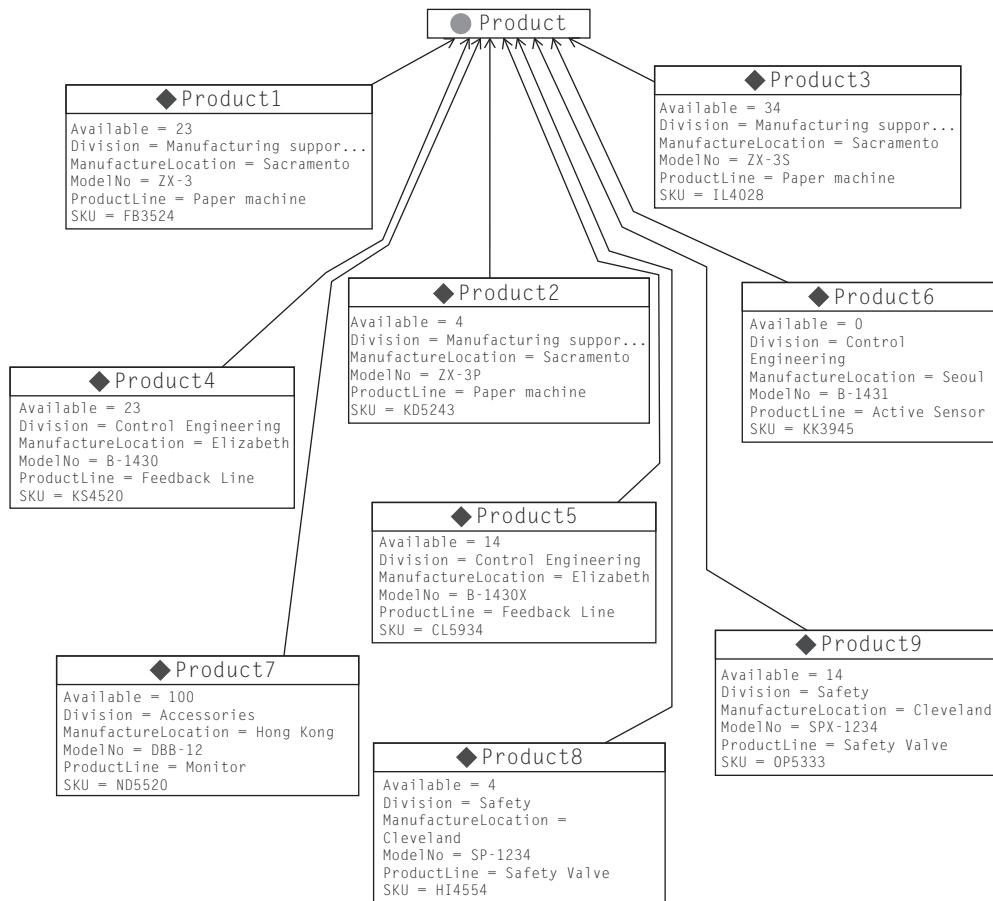 Product
Product1
Available = 23
Division = Manufacturing suppor...
ManufactureLocation = Sacramento
ModelNo = ZX-3
ProductLine = Paper machine
SKU = FB3524
Product3
Available = 34
Division = Manufacturing suppor...
ManufactureLocation = Sacramento
ModelNo = ZX-3S
ProductLine = Paper machine
SKU = IL4028
Product2
Available = 4
Division = Manufacturing suppor...
ManufactureLocation = Sacramento
ModelNo = ZX-3P
ProductLine = Paper machine
SKU = KD5243
Product6
Available = 0
Division = Control
Engineering
ManufactureLocation = Seoul
ModelNo = B-1431
ProductLine = Active Sensor
SKU = KK3945
Product4
Available = 23
Division = Control Engineering
ManufactureLocation = Elizabeth
ModelNo = B-1430
ProductLine = Feedback Line
SKU = KS4520
Product5
Available = 14
Division = Control Engineering
ManufactureLocation = Elizabeth
ModelNo = B-1430X
ProductLine = Feedback Line
SKU = CL5934
Product9
Available = 14
Division = Safety
ManufactureLocation = Cleveland
ModelNo = SPX-1234
ProductLine = Safety Valve
SKU = OP5333
Product7
Available = 100
Division = Accessories
ManufactureLocation = Hong Kong
ModelNo = DBB-12
ProductLine = Monitor
SKU = ND5520
Product8
Available = 4
Division = Safety
ManufactureLocation =
Cleveland
ModelNo = SP-1234
ProductLine = Safety Valve
SKU = HI4554